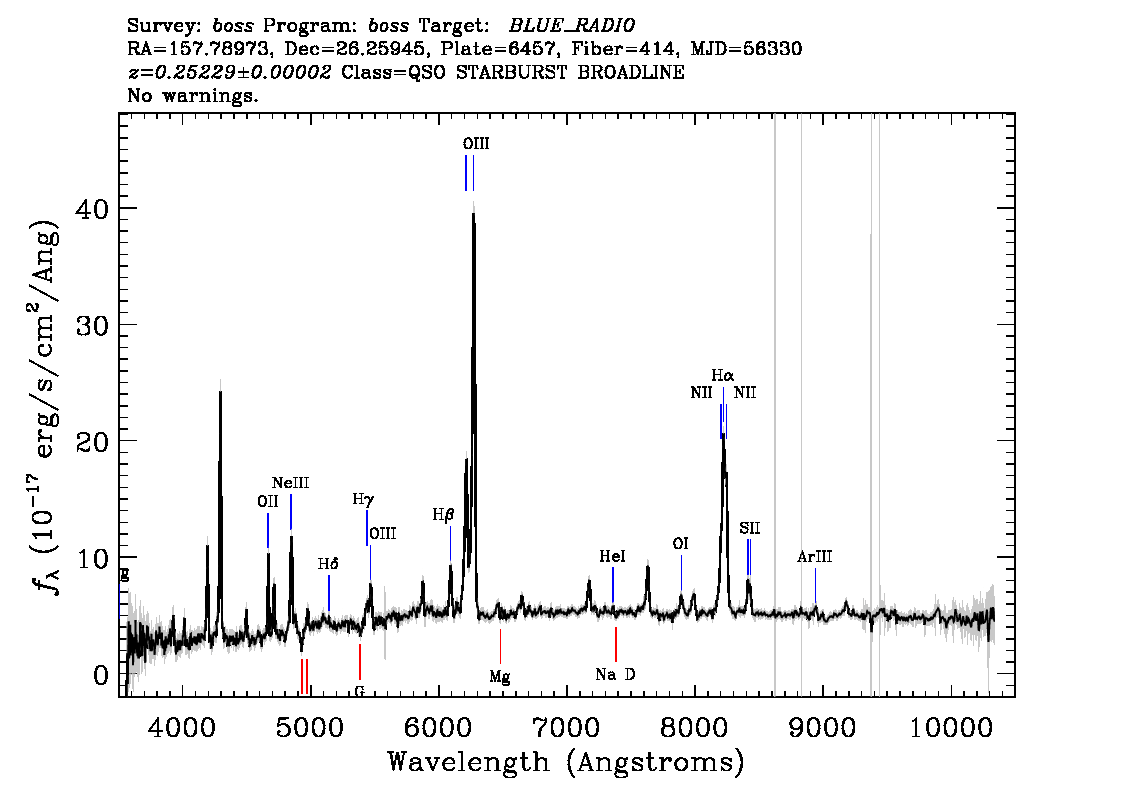 Survey: boss Program: boss Target: BLUE_RADIO
RA=157.78973, Dec=26.25945, Plate=6457, Fiber=414, MJD=56330
z=0.25229±0.00002 Class=QSO STARBURST BROADLINE
No warnings.
OIII
Hα
NII NII
NeIII
OII
Hγ
Hβ
OIII
SII
OI
HeI
ArIII
Hδ
g
Mg
Na D
G
40
30
20
10
0
4000 5000 6000 7000 8000 9000 10000
Wavelength (Angstroms)
f_λ (10⁻¹⁷ erg/s/cm²/Ang)